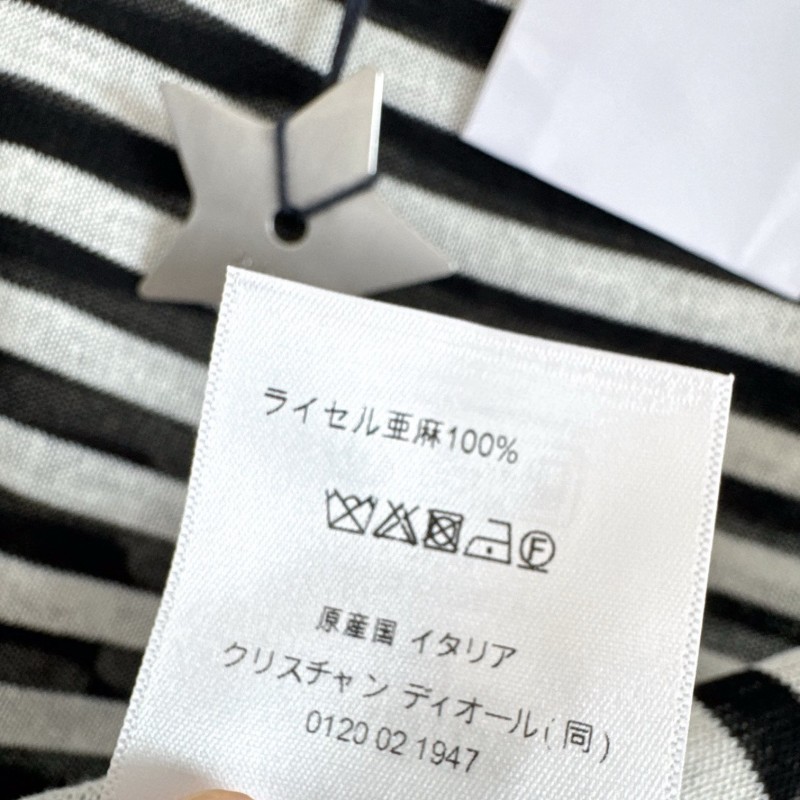 ライセル亜麻100%
F
原産国 イタリア
クリスチャン ディオール(同)
0120 02 1947